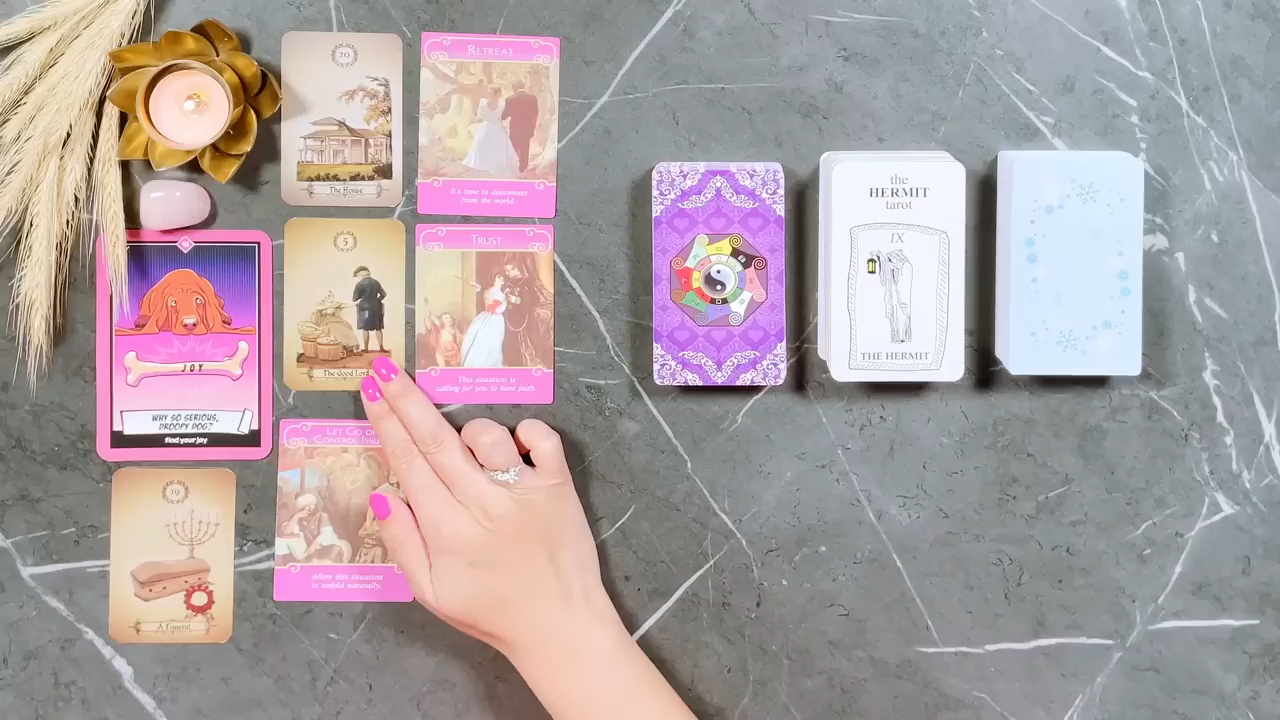 20
The House
RETREAT
It's time to disconnect
from the world.
10
JOY
WHY SO SERIOUS,
DROOPY DOG?
find your joy
5
The Good Lord
TRUST
This situation is
calling for you to have faith.
19
A Funeral
LET GO OF
CONTROL ISSU
Allow this situation
to unfold naturally.
the
HERMIT
tarot
IX
THE HERMIT